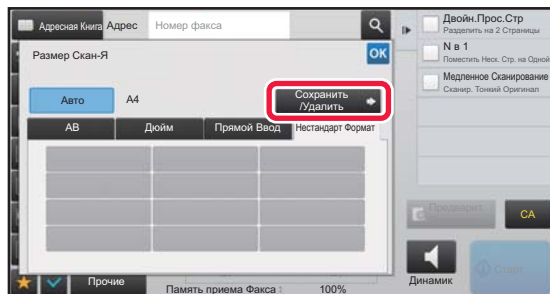 Адресная Книга Адрес Номер факса
Размер Скан-Я OK
Авто A4 Сохранить
/Удалить
АВ Дюйм Прямой Ввод Нестандарт Формат
Прочие
Память приема Факса : 100%
Двойн.Прос.Стр
Разделить на 2 Страницы
N в 1
Поместить Неск. Стр. на Одной
Медленное Сканирование
Сканир. Тонкий Оригинал
Предварит.
CA
Динамик
Старт